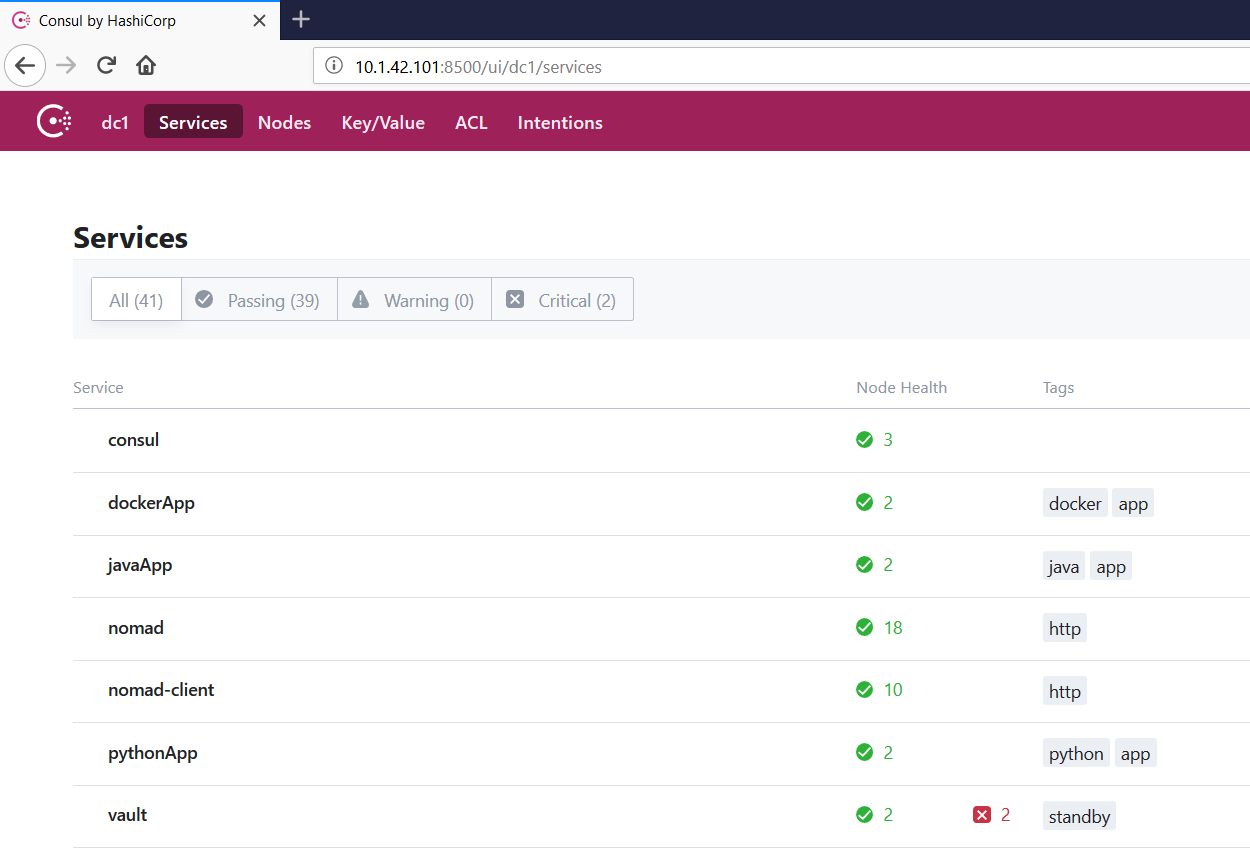 Consul by HashiCorp
10.1.42.101:8500/ui/dc1/services
dc1 Services Nodes Key/Value ACL Intentions
Services
All (41) Passing (39) Warning (0) Critical (2)
Service Node Health Tags
consul 3
dockerApp 2 docker app
javaApp 2 java app
nomad 18 http
nomad-client 10 http
pythonApp 2 python app
vault 2 2 standby